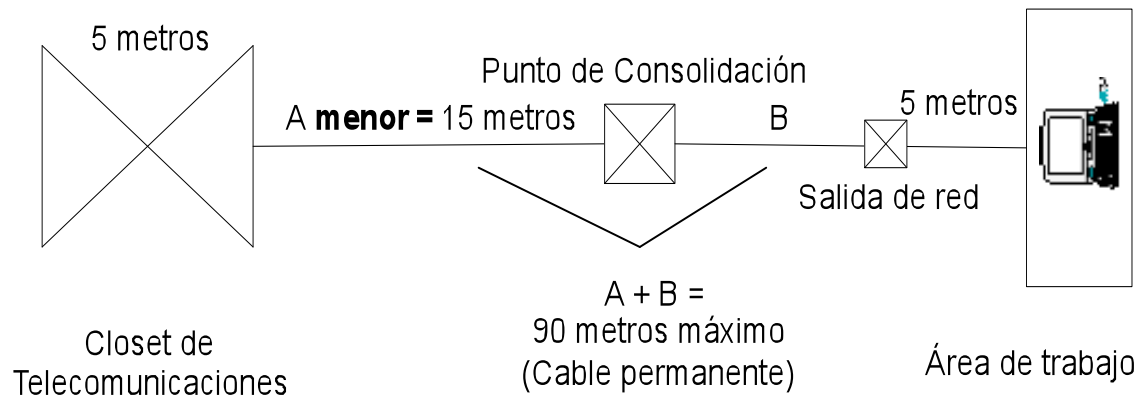 5 metros
Punto de Consolidación
A menor = 15 metros
B
5 metros
Salida de red
A + B =
90 metros máximo
(Cable permanente)
Closet de
Telecomunicaciones
Área de trabajo